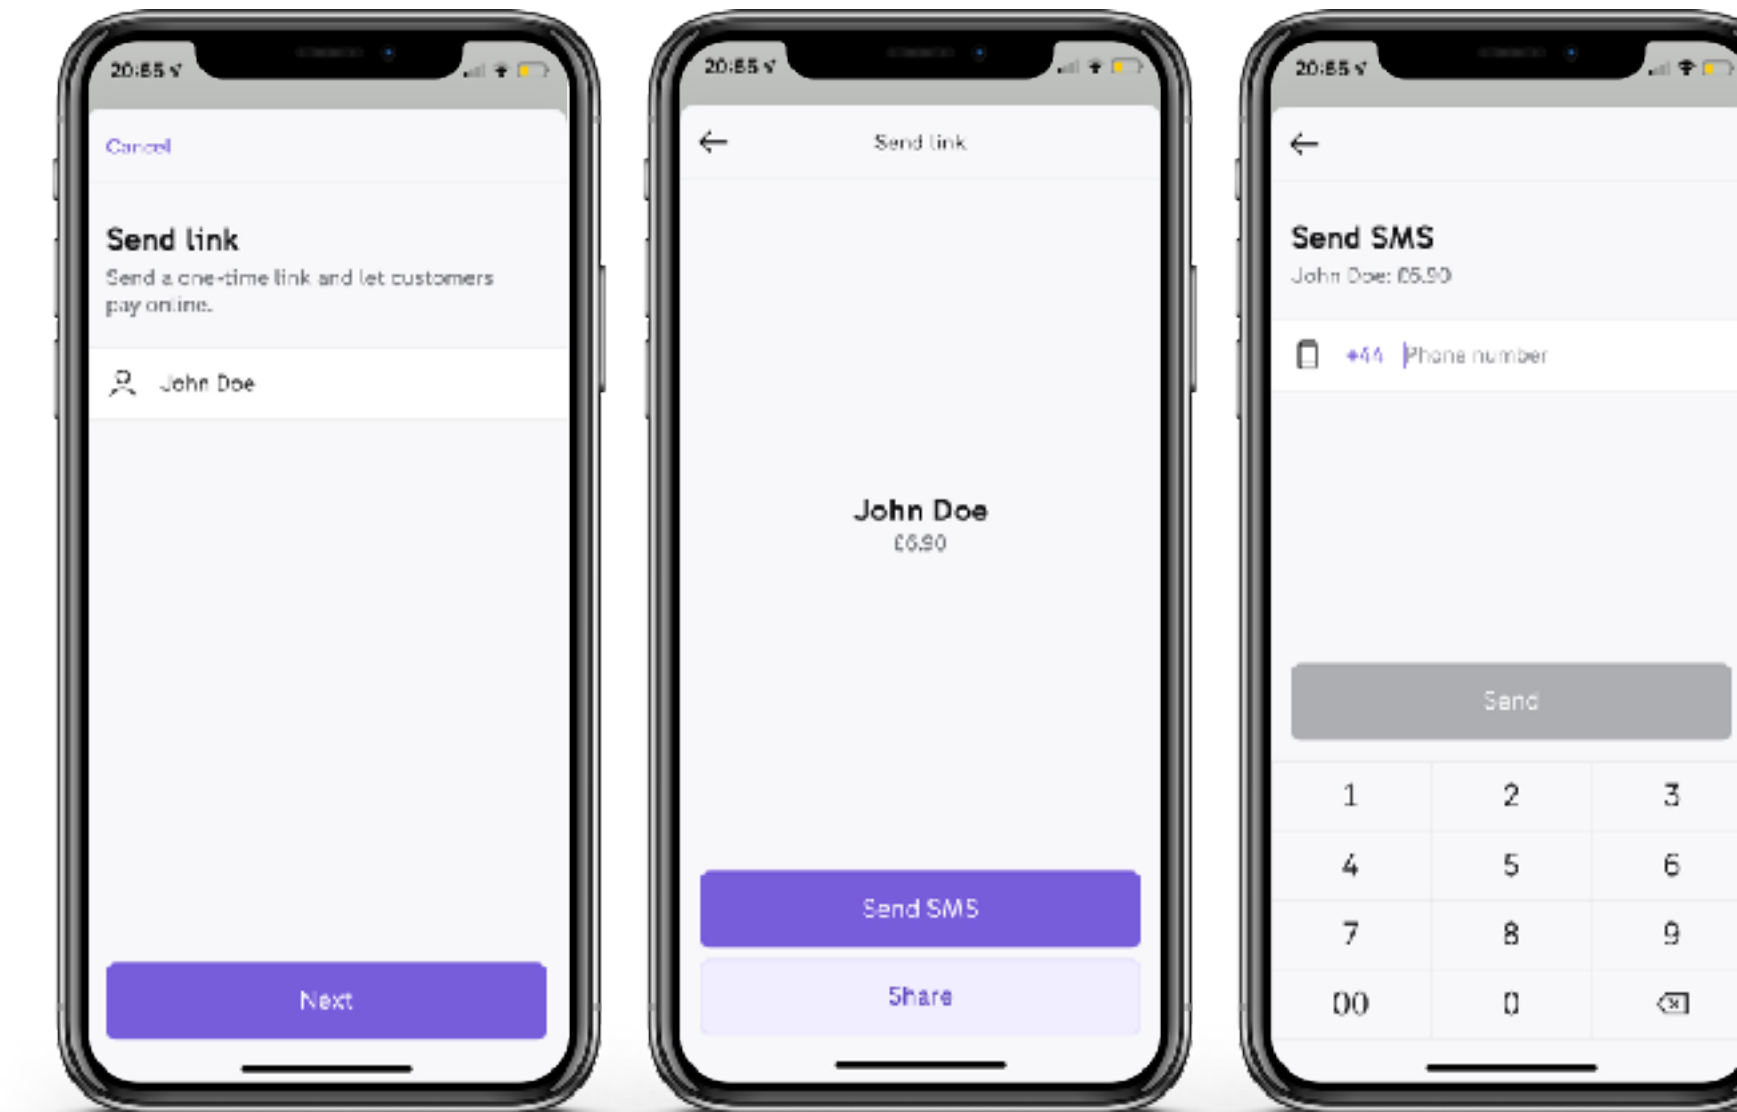 20:55
Cancel
Send link
Send a one-time link and let customers
pay online.
John Doe
Next
20:55
Send link
John Doe
£6.90
Send SMS
Share
20:55
Send SMS
John Doe: £6.90
+44 Phone number
Send
1 2 3
4 5 6
7 8 9
00 0